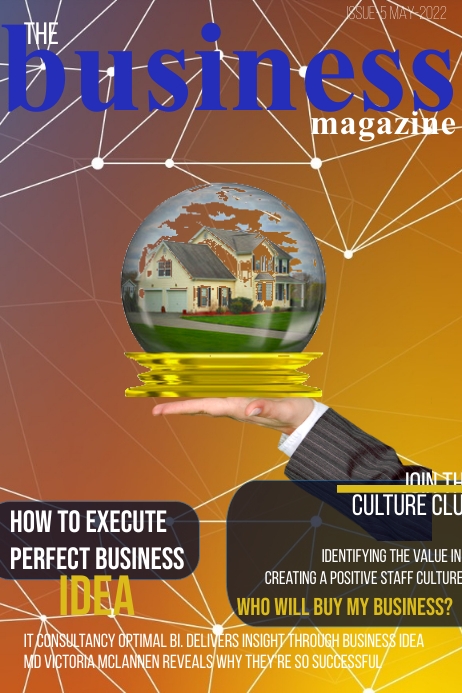 ISSUE-5 MAY-2022
THE
business
magazine
HOW TO EXECUTE
PERFECT BUSINESS
IDEA
JOIN TH
CULTURE CLU
IDENTIFYING THE VALUE IN
CREATING A POSITIVE STAFF CULTURE
WHO WILL BUY MY BUSINESS?
IT CONSULTANCY OPTIMAL BI. DELIVERS INSIGHT THROUGH BUSINESS IDEA
MD VICTORIA MCLANNEN REVEALS WHY THEY'RE SO SUCCESSFUL